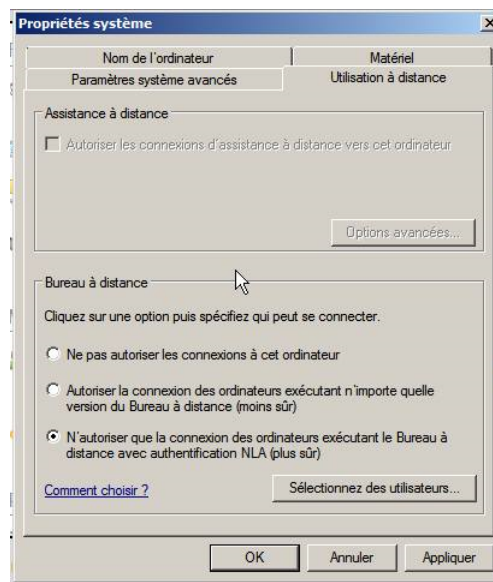 Propriétés système
Nom de l'ordinateur
Matériel
Paramètres système avancés
Utilisation à distance
Assistance à distance
Autoriser les connexions d'assistance à distance vers cet ordinateur
Options avancées...
Bureau à distance
Cliquez sur une option puis spécifiez qui peut se connecter.
Ne pas autoriser les connexions à cet ordinateur
Autoriser la connexion des ordinateurs exécutant n'importe quelle
version du Bureau à distance (moins sûr)
N'autoriser que la connexion des ordinateurs exécutant le Bureau à
distance avec authentification NLA (plus sûr)
Comment choisir ?
Sélectionnez des utilisateurs...
OK
Annuler
Appliquer